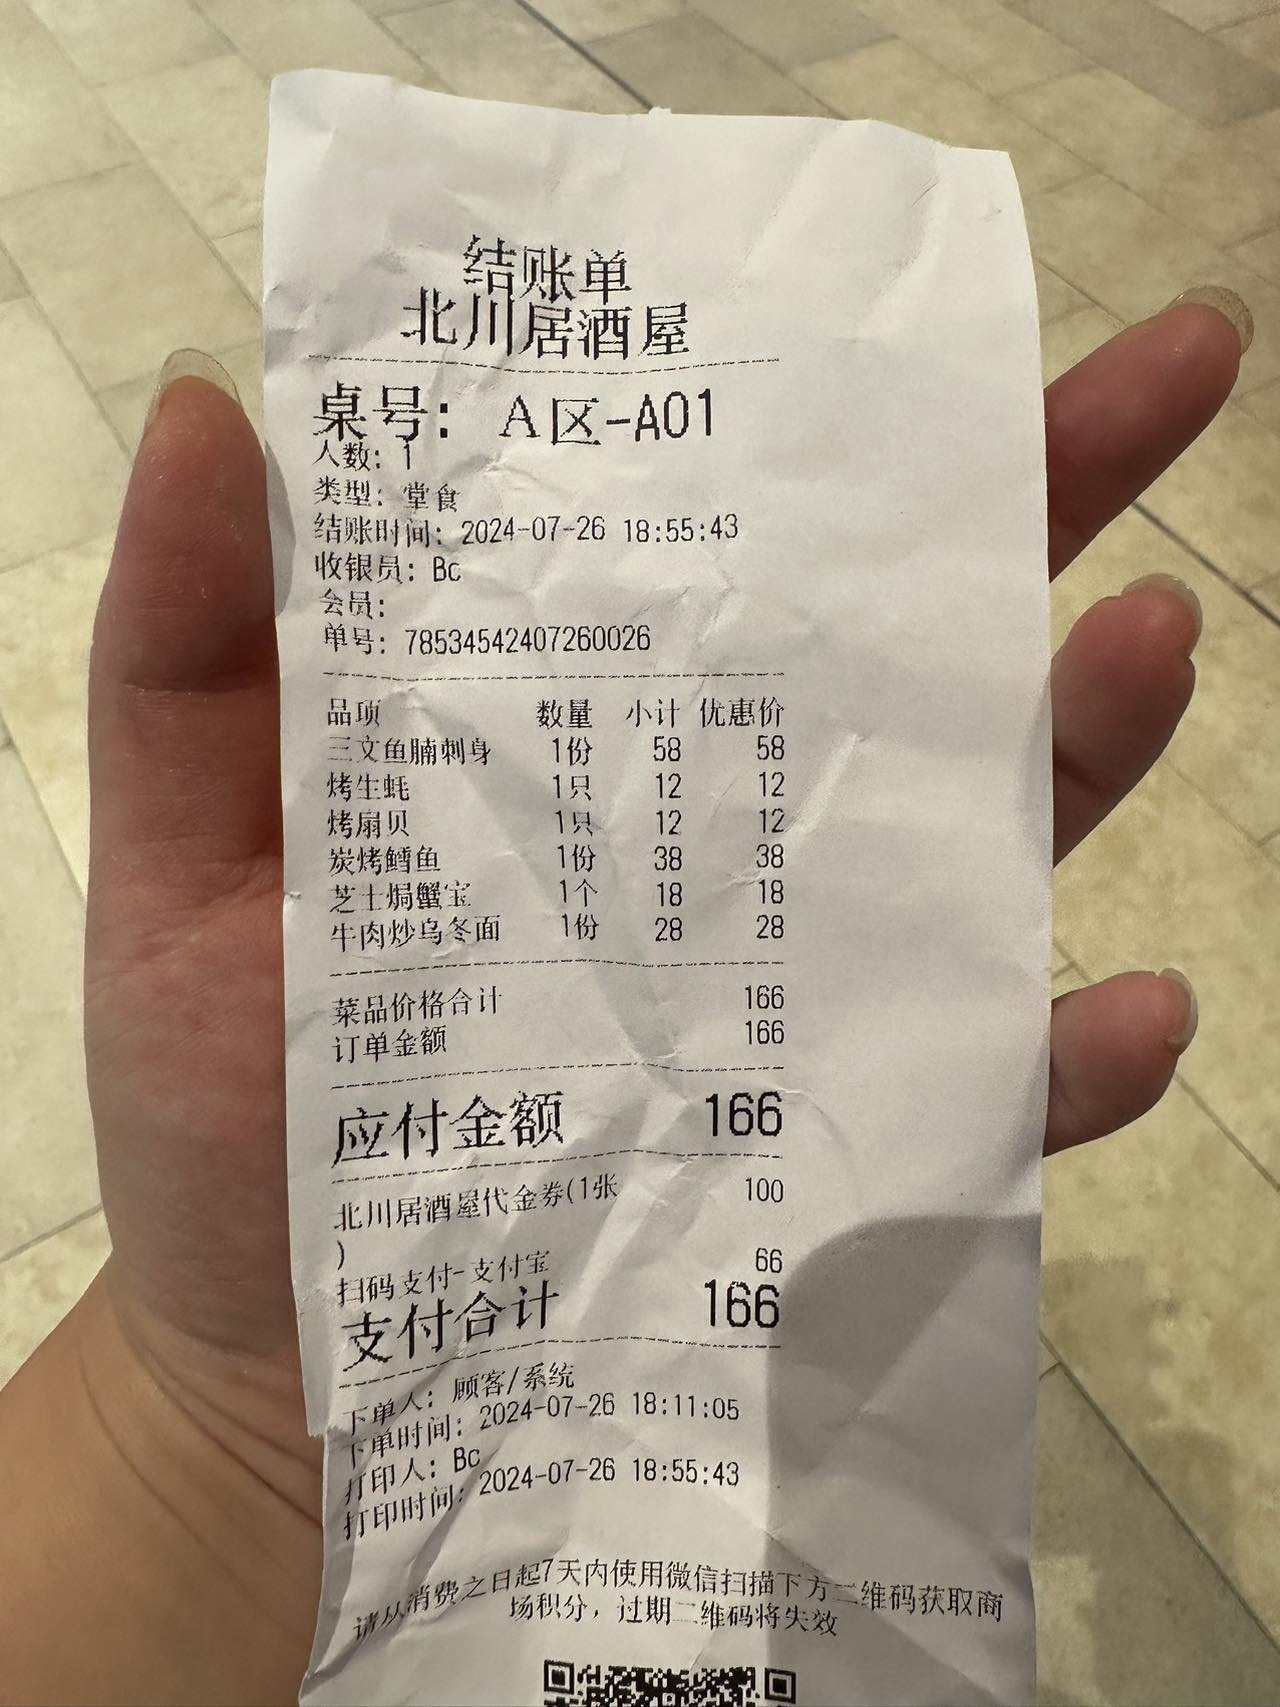 结账单
北川居酒屋
桌号: A区-A01
人数: 1
类型: 堂食
结账时间: 2024-07-26 18:55:43
收银员: Bc
会员:
单号: 78534542407260026
品项 数量 小计 优惠价
三文鱼腩刺身 1份 58 58
烤生蚝 1只 12 12
烤扇贝 1只 12 12
炭烤鳕鱼 1份 38 38
芝士焗蟹宝 1个 18 18
牛肉炒乌冬面 1份 28 28
菜品价格合计 166
订单金额 166
应付金额 166
北川居酒屋代金券(1张 100
)
扫码支付-支付宝 66
支付合计 166
下单人: 顾客/系统
下单时间: 2024-07-26 18:11:05
打印人: Bc
打印时间: 2024-07-26 18:55:43
请从消费之日起7天内使用微信扫描下方二维码获取商
场积分，过期二维码将失效